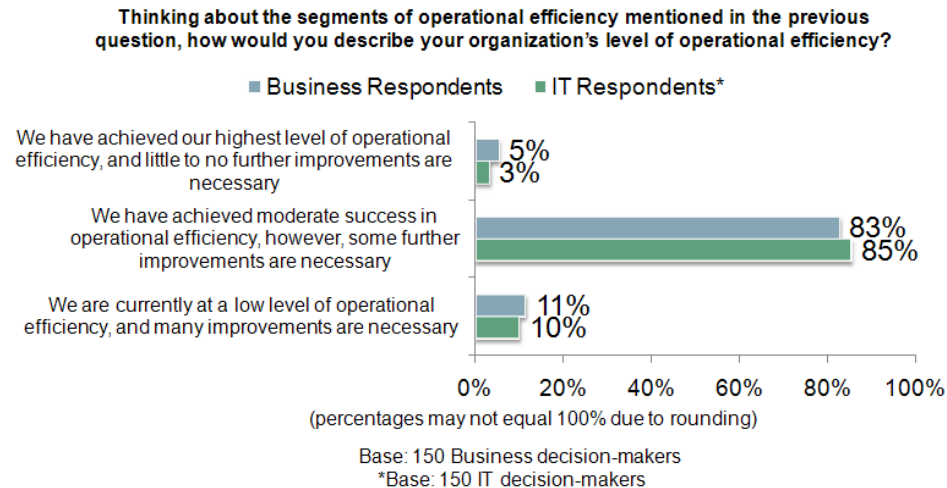 Thinking about the segments of operational efficiency mentioned in the previous
question, how would you describe your organization's level of operational efficiency?
Business Respondents IT Respondents*
We have achieved our highest level of operational
efficiency, and little to no further improvements are
necessary
5%
3%
We have achieved moderate success in
operational efficiency, however, some further
improvements are necessary
83%
85%
We are currently at a low level of operational
efficiency, and many improvements are necessary
11%
10%
0% 20% 40% 60% 80% 100%
(percentages may not equal 100% due to rounding)
Base: 150 Business decision-makers
*Base: 150 IT decision-makers